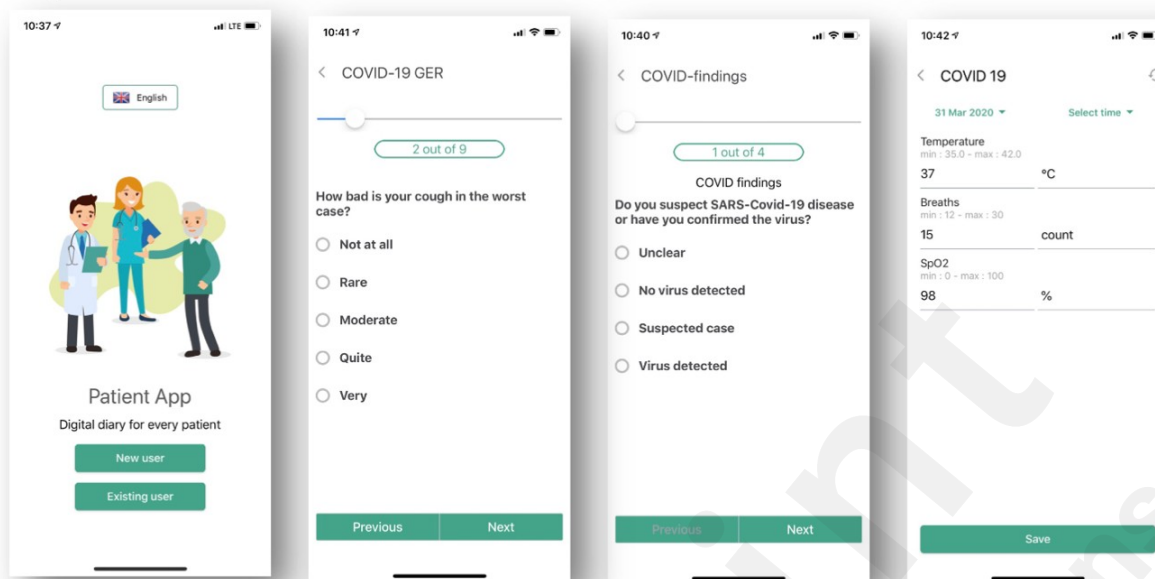 10:37
LTE
English
Patient App
Digital diary for every patient
New user
Existing user
10:41
COVID-19 GER
2 out of 9
How bad is your cough in the worst
case?
Not at all
Rare
Moderate
Quite
Very
Previous
Next
10:40
COVID-findings
1 out of 4
COVID findings
Do you suspect SARS-Covid-19 disease
or have you confirmed the virus?
Unclear
No virus detected
Suspected case
Virus detected
Previous
Next
10:42
COVID 19
31 Mar 2020
Select time
Temperature
min : 35.0 - max : 42.0
37 °C
Breaths
min : 12 - max : 30
15 count
SpO2
min : 0 - max : 100
98 %
Save